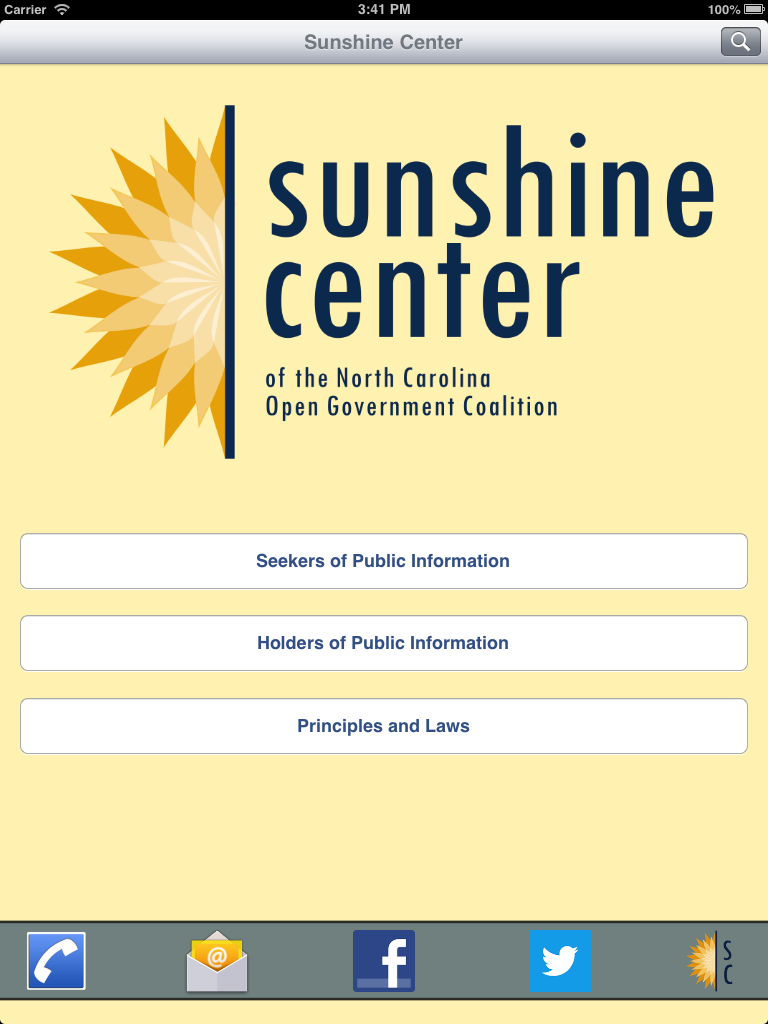 Carrier 3:41 PM 100%
Sunshine Center
sunshine
center
of the North Carolina
Open Government Coalition
Seekers of Public Information
Holders of Public Information
Principles and Laws
@
f
S
C